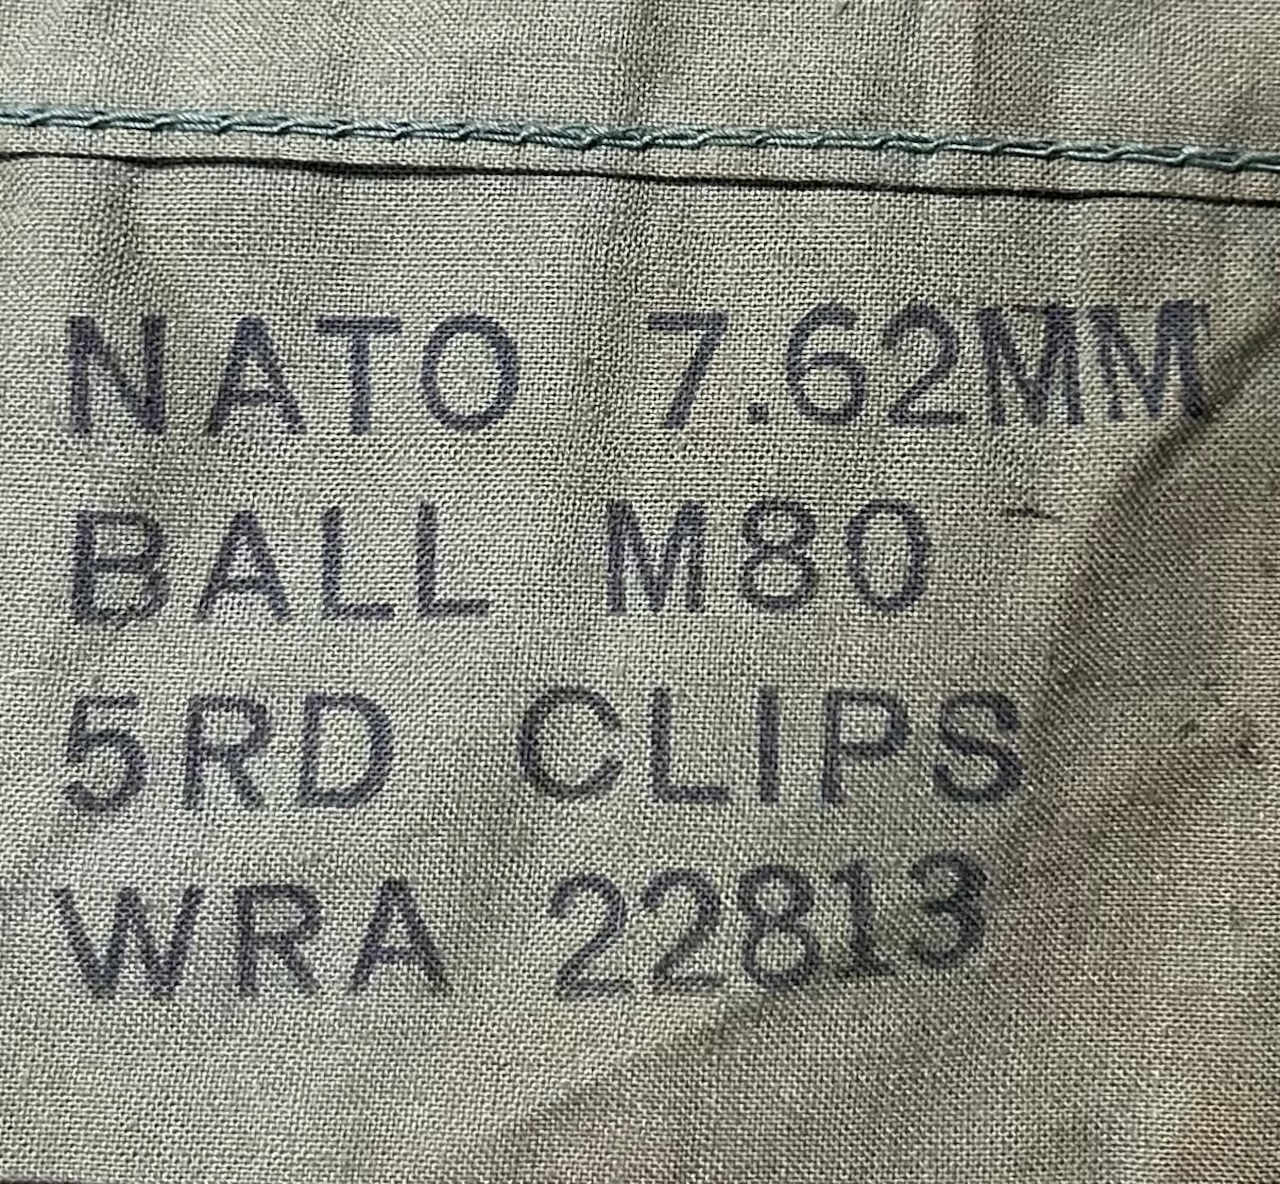 NATO 7.62MM
BALL M80
5RD CLIPS
WRA 22813